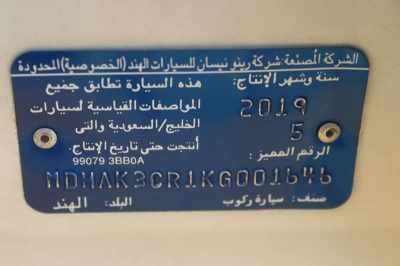 الشركة المصنعة: شركة رينو نيسان للسيارات الهند (الخصوصية) المحدودة
سنة وشهر الإنتاج: هذه السيارة تطابق جميع
2019 المواصفات القياسية لسيارات
5 الخليج/السعودية والتى
الرقم المميز: أنتجت حتى تاريخ الإنتاج.
99079 3BB0A
MDHAK3CR1KG001646
صنف: سيارة ركوب البلد: الهند